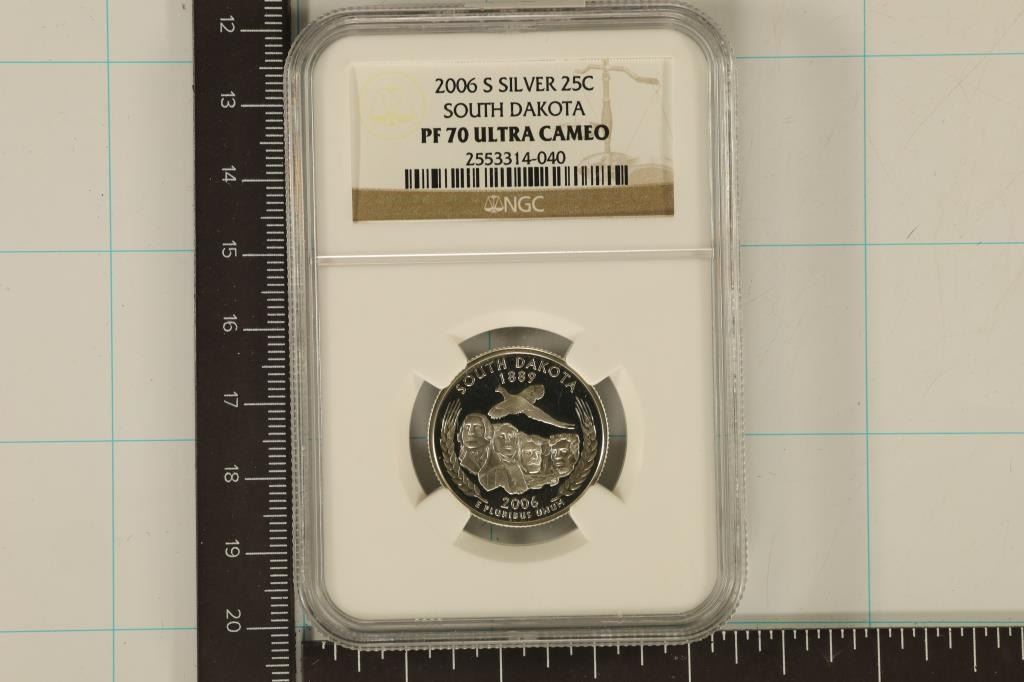 2006 S SILVER 25C
SOUTH DAKOTA
PF 70 ULTRA CAMEO
2553314-040
NGC
SOUTH DAKOTA
1889
2006
E PLURIBUS UNUM
12
13
14
15
16
17
18
19
20